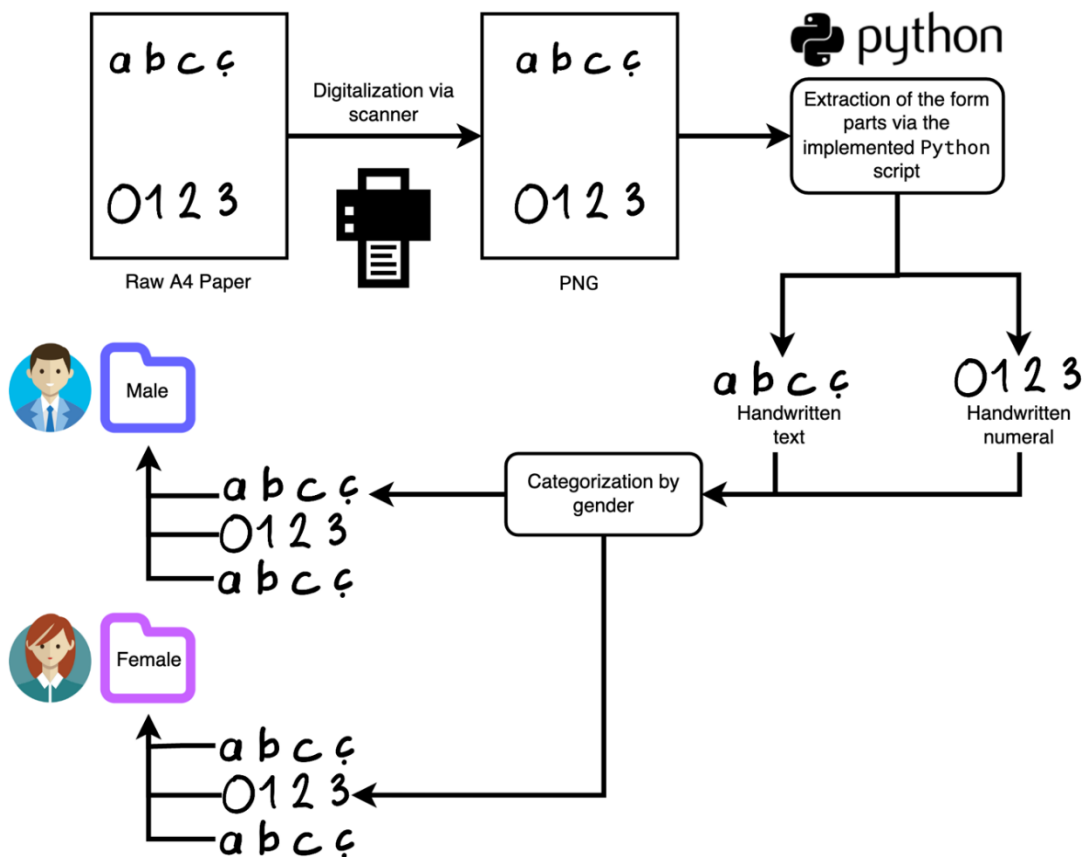 a b c ç
0 1 2 3
Raw A4 Paper
Digitalization via
scanner
a b c ç
0 1 2 3
PNG
python
Extraction of the form
parts via the
implemented Python
script
a b c ç
Handwritten
text
0 1 2 3
Handwritten
numeral
Categorization by
gender
Male
a b c ç
0 1 2 3
a b c ç
Female
a b c ç
0 1 2 3
a b c ç